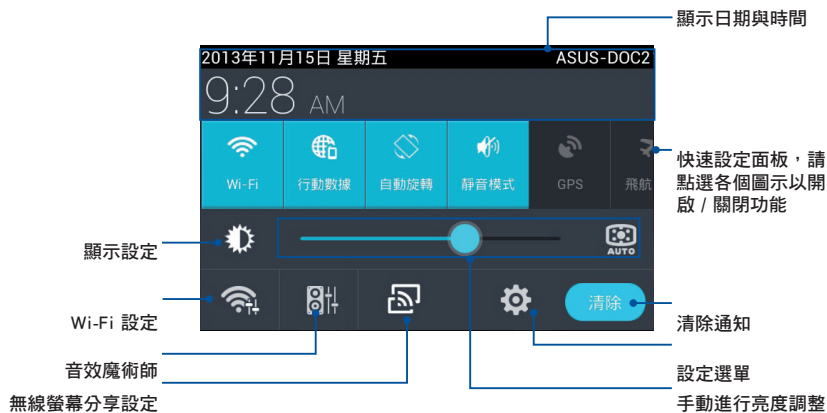 顯示日期與時間
2013年11月15日 星期五 ASUS-DOC2
9:28 AM
Wi-Fi 行動數據 自動旋轉 靜音模式 GPS 飛航
快速設定面板，請
點選各個圖示以開
啟 / 關閉功能
顯示設定
AUTO
Wi-Fi 設定
清除
清除通知
音效魔術師
設定選單
無線螢幕分享設定
手動進行亮度調整